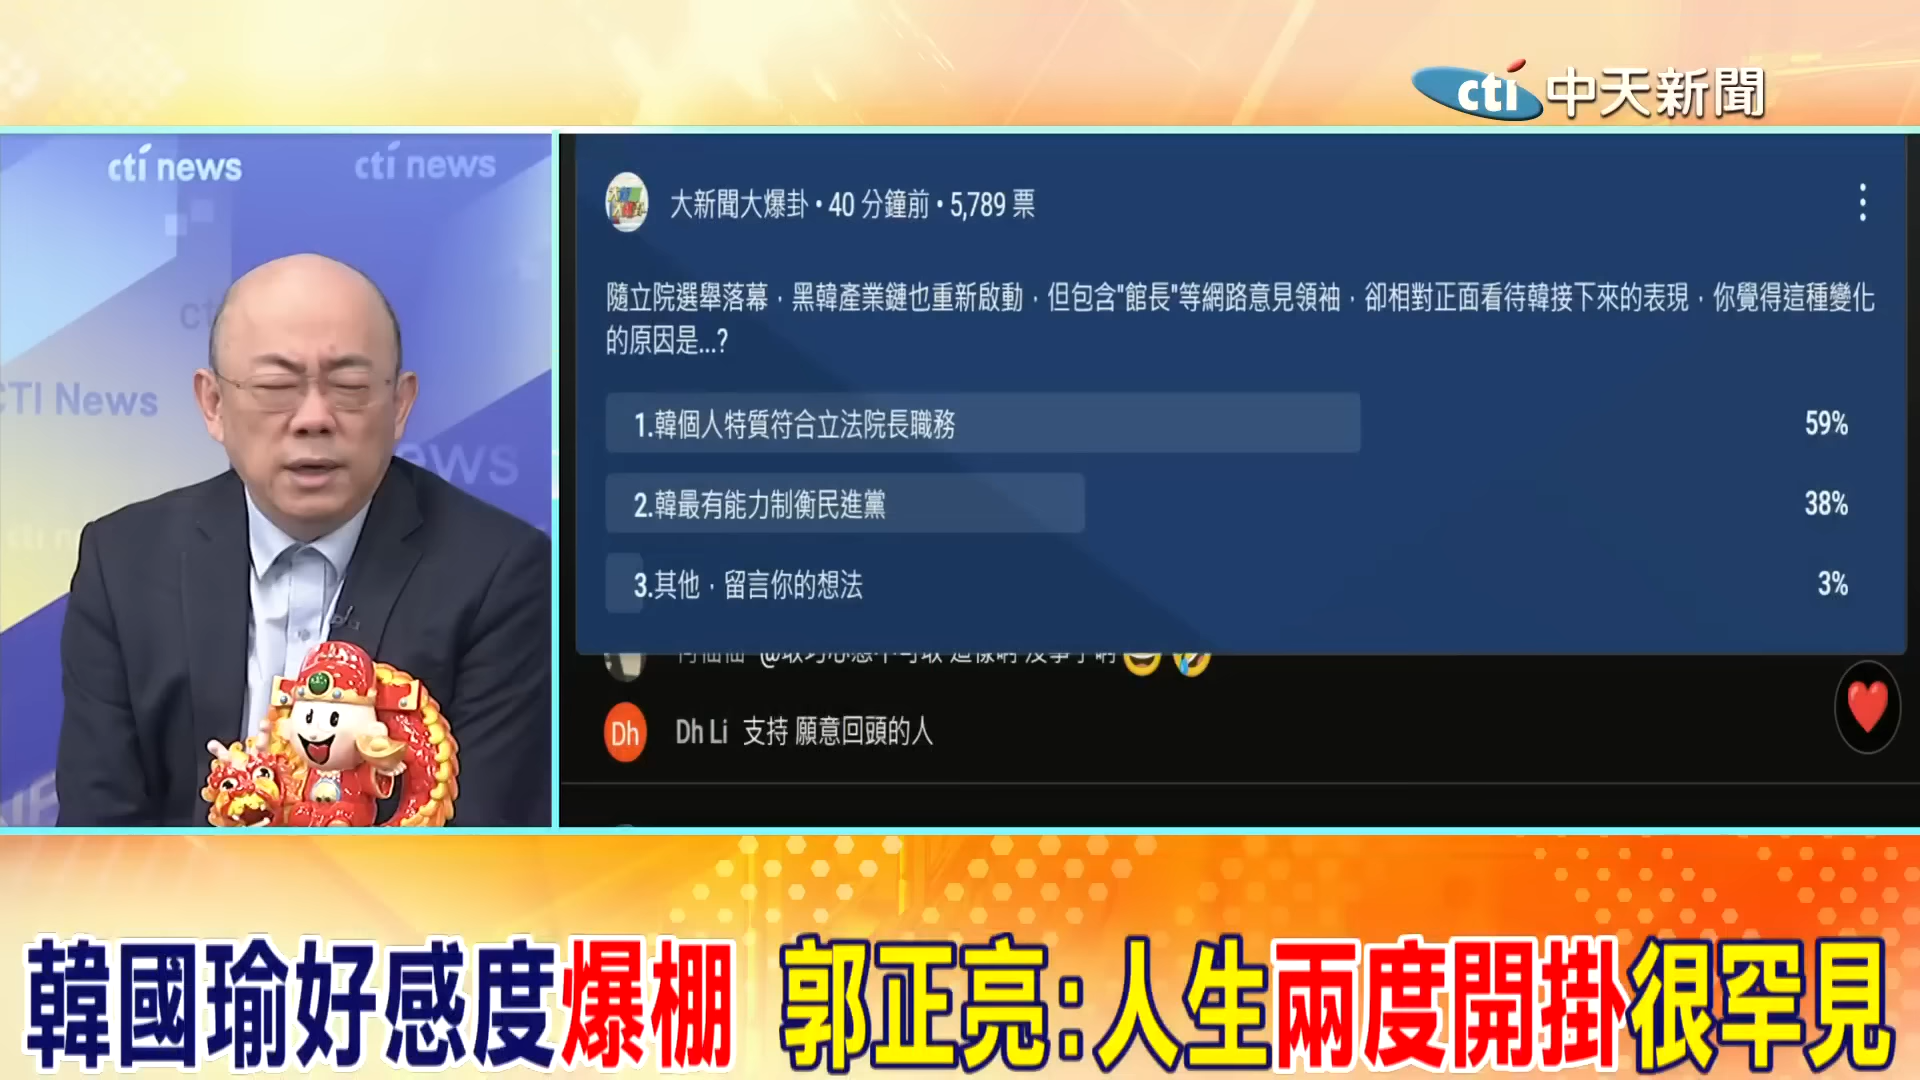 cti 中天新聞
cti news
cti news
CTI News
大新聞大爆卦•40 分鐘前•5,789 票
隨立院選舉落幕，黑韓產業鏈也重新啟動，但包含"館長"等網路意見領袖，卻相對正面看待韓接下來的表現，你覺得這種變化
的原因是...?
1.韓個人特質符合立法院長職務 59%
2.韓最有能力制衡民進黨 38%
3.其他，留言你的想法 3%
Dh Dh Li 支持 願意回頭的人
韓國瑜好感度爆棚 郭正亮:人生兩度開掛很罕見